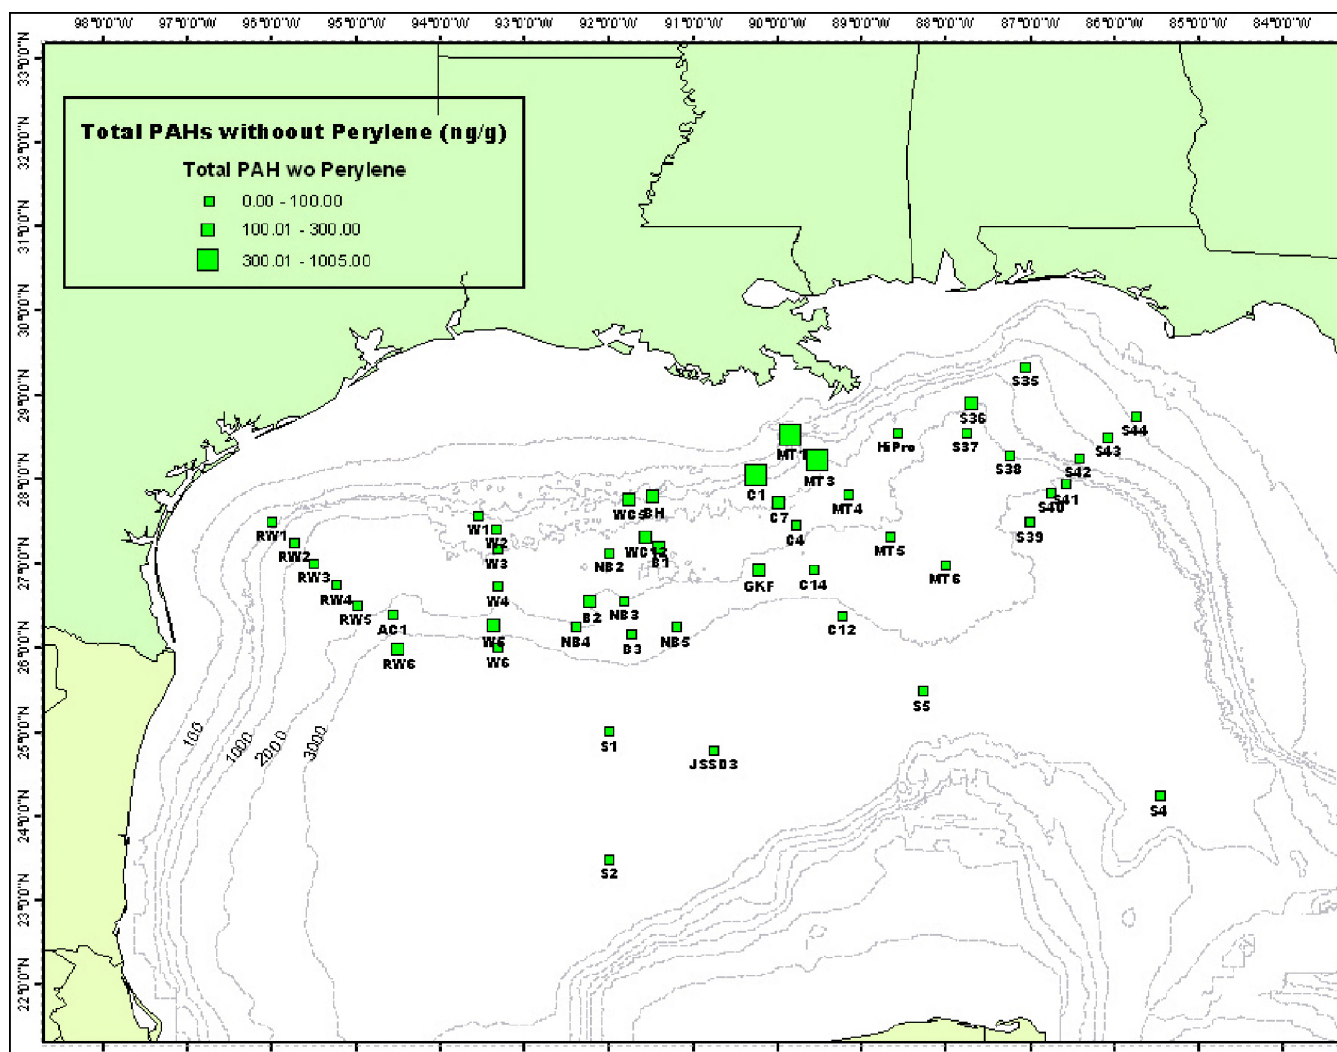 98°0'0"W 97°0'0"W 96°0'0"W 95°0'0"W 94°0'0"W 93°0'0"W 92°0'0"W 91°0'0"W 90°0'0"W 89°0'0"W 88°0'0"W 87°0'0"W 86°0'0"W 85°0'0"W 84°0'0"W
33°0'0"N
32°0'0"N
31°0'0"N
30°0'0"N
29°0'0"N
28°0'0"N
27°0'0"N
26°0'0"N
25°0'0"N
24°0'0"N
23°0'0"N
22°0'0"N
Total PAHs withoout Perylene (ng/g)
Total PAH wo Perylene
0.00 - 100.00
100.01 - 300.00
300.01 - 1005.00
S35
S36
S44
HiPro
S37
S43
MT1
S38
S42
MT3
C1
S41
S40
WC5
BH
C7
MT4
W1
RW1
C4
S39
W2
WC12
RW2
B1
W3
NB2
MT5
RW3
MT6
GKF
C14
RW4
W4
NB3
RW5
B2
AC1
C12
W5
NB4
B3
NB5
RW6
W6
S5
100
1000
2000
3000
S1
JSSD3
S4
S2